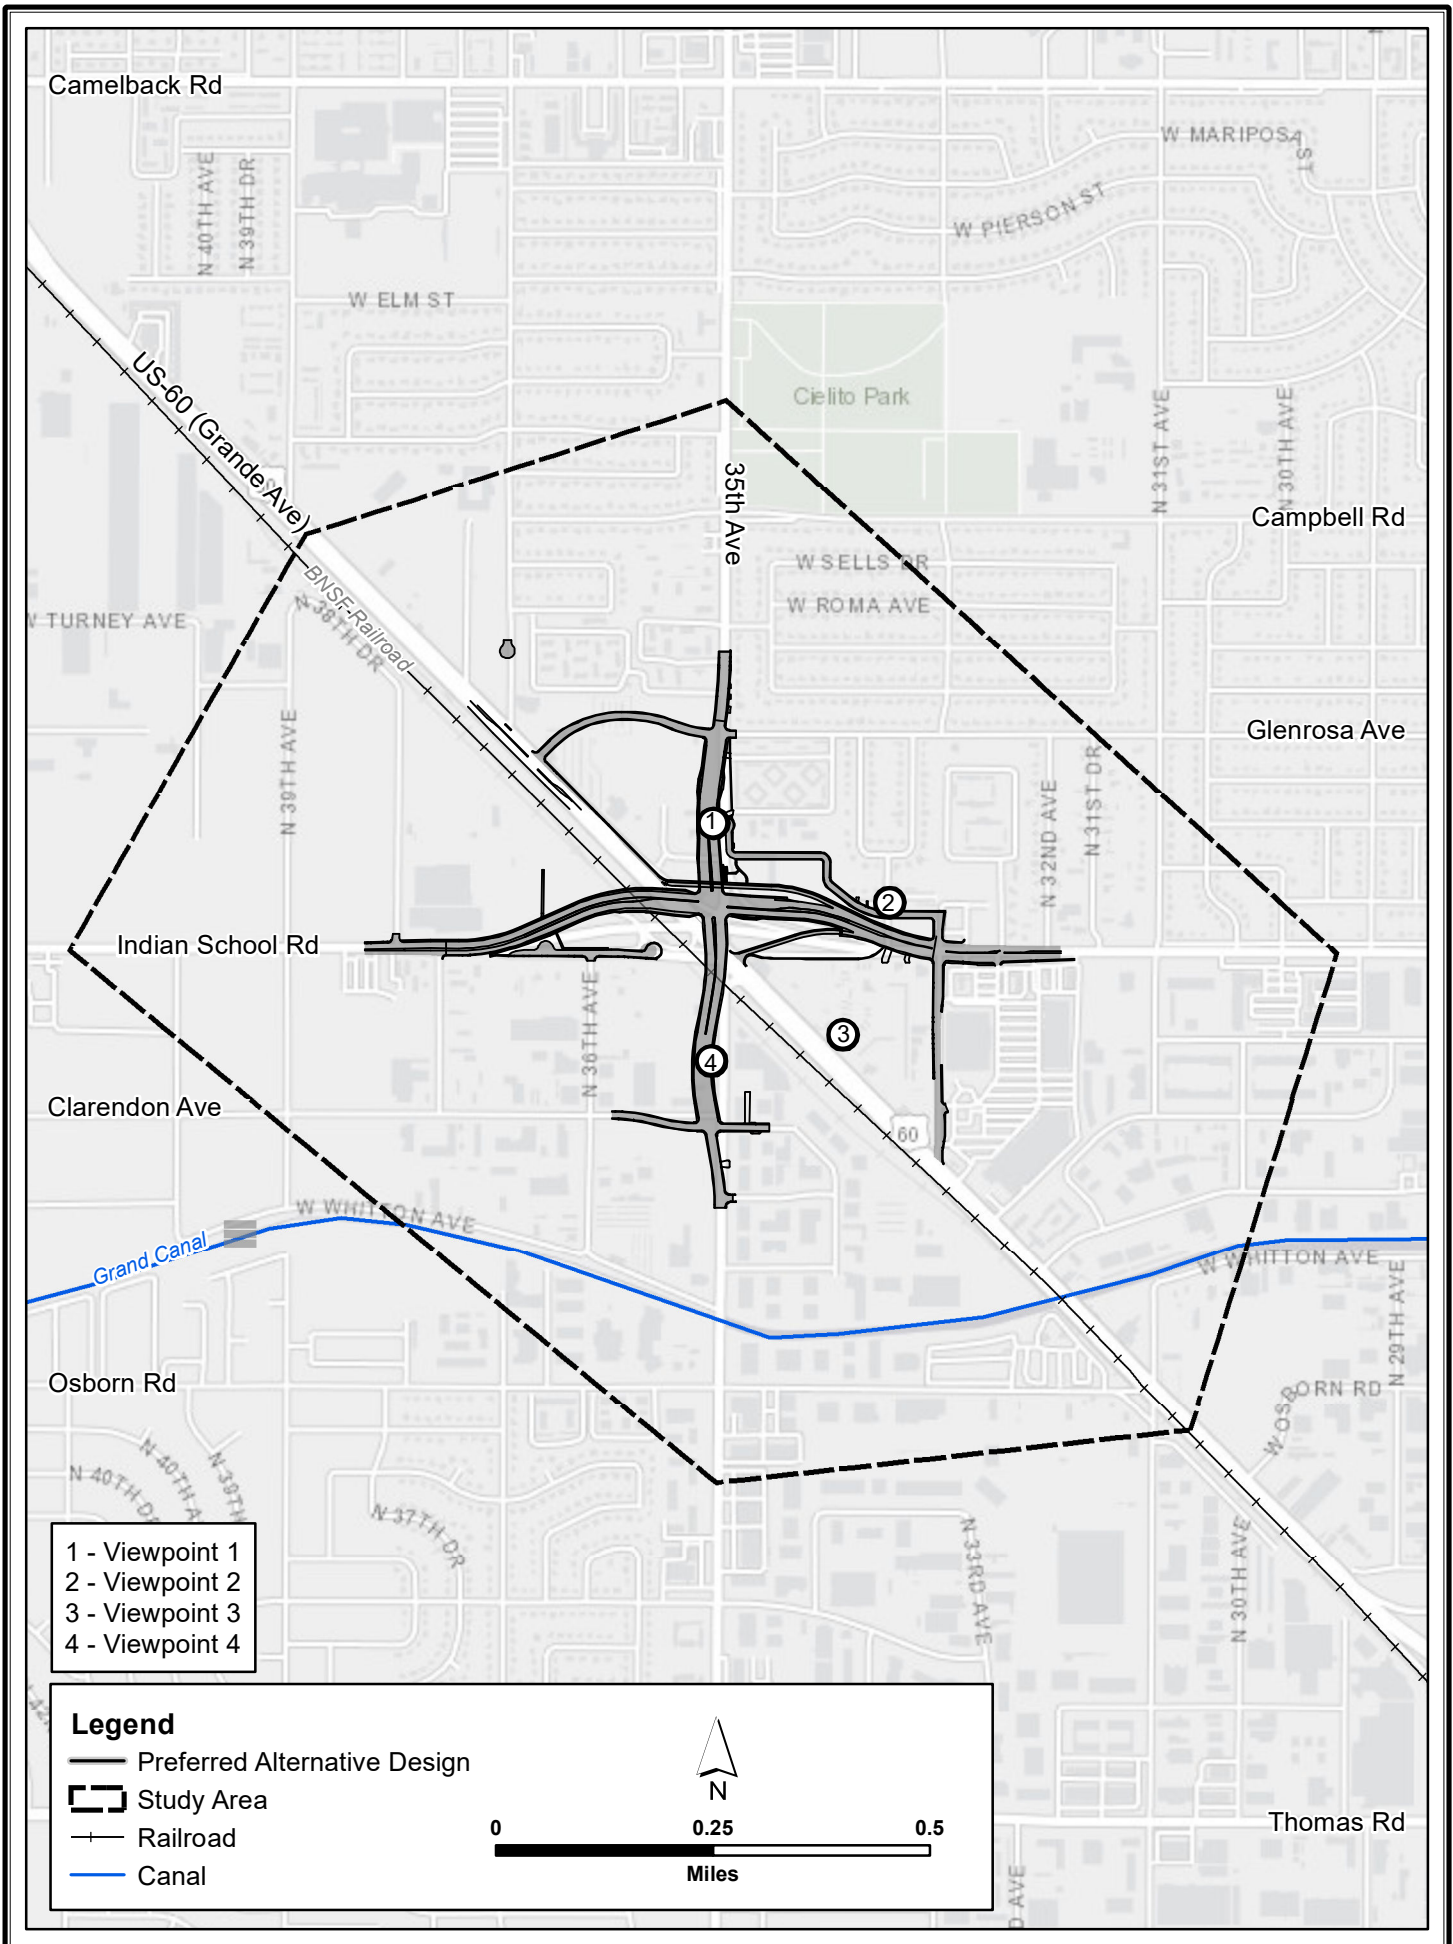 Camelback Rd
W MARIPOSA ST
N 40TH AVE
N 39TH DR
W PIERSON ST
W ELM ST
US-60 (Grande Ave)
Cielito Park
N 31ST AVE
N 30TH AVE
35th Ave
Campbell Rd
W SELLS DR
BNSF Railroad
W ROMA AVE
N 38TH DR
W TURNEY AVE
N 39TH AVE
Glenrosa Ave
N 32ND AVE
N 31ST DR
1
2
Indian School Rd
N 36TH AVE
3
4
Clarendon Ave
60
W WHITTON AVE
Grand Canal
W WHITTON AVE
N 29TH AVE
Osborn Rd
W OSBORN RD
N 40TH DR
N 40TH A
N 39TH
N 37TH DR
N 33RD AVE
N 30TH AVE
1 - Viewpoint 1
2 - Viewpoint 2
3 - Viewpoint 3
4 - Viewpoint 4
Legend
Preferred Alternative Design
Study Area
Railroad
Canal
N
0 0.25 0.5
Miles
Thomas Rd
D AVE